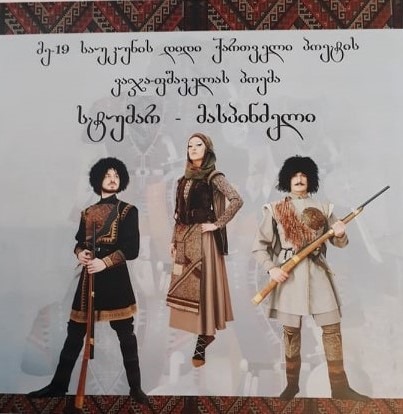 მე-19 საუკუნის დიდი ქართველი პოეტის
ვაჟა-ფშაველას პოემა
სტუმარ - მასპინძელი